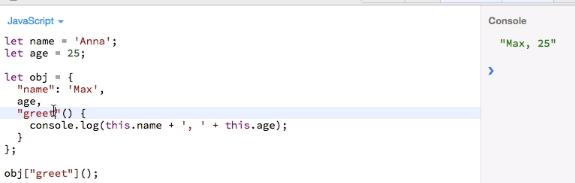 JavaScript
Console
let name = 'Anna';
let age = 25;
let obj = {
  "name": 'Max',
  age,
  "greet"() {
    console.log(this.name + ', ' + this.age);
  }
};
obj["greet"]();
"Max, 25"